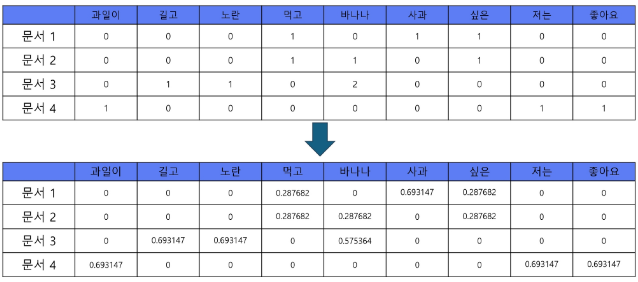 과일이 길고 노란 먹고 바나나 사과 싶은 저는 좋아요
문서 1 0 0 0 1 0 1 1 0 0
문서 2 0 0 0 1 1 0 1 0 0
문서 3 0 1 1 0 2 0 0 0 0
문서 4 1 0 0 0 0 0 0 1 1
과일이 길고 노란 먹고 바나나 사과 싶은 저는 좋아요
문서 1 0 0 0 0.287682 0 0.693147 0.287682 0 0
문서 2 0 0 0 0.287682 0.287682 0 0.287682 0 0
문서 3 0 0.693147 0.693147 0 0.575364 0 0 0 0
문서 4 0.693147 0 0 0 0 0 0 0.693147 0.693147